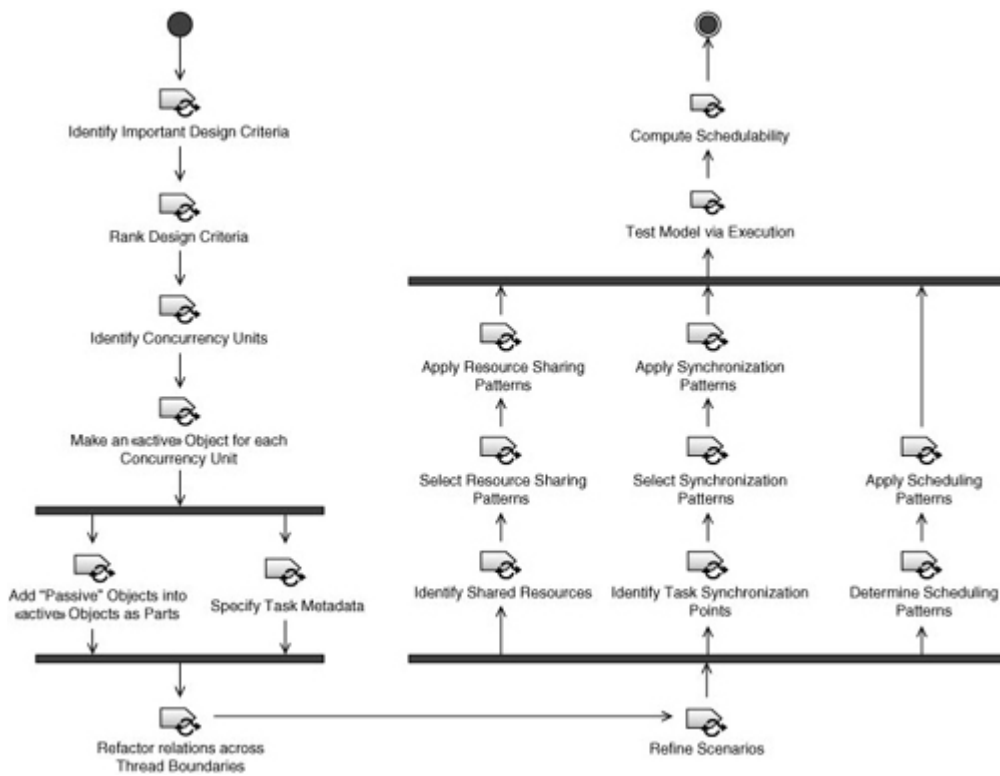 Identify Important Design Criteria
Rank Design Criteria
Identify Concurrency Units
Make an «active» Object for each
Concurrency Unit
Add "Passive" Objects into
«active» Objects as Parts
Specify Task Metadata
Refactor relations across
Thread Boundaries
Refine Scenarios
Identify Shared Resources
Identify Task Synchronization
Points
Determine Scheduling
Patterns
Select Resource Sharing
Patterns
Select Synchronization
Patterns
Apply Scheduling
Patterns
Apply Resource Sharing
Patterns
Apply Synchronization
Patterns
Test Model via Execution
Compute Schedulability